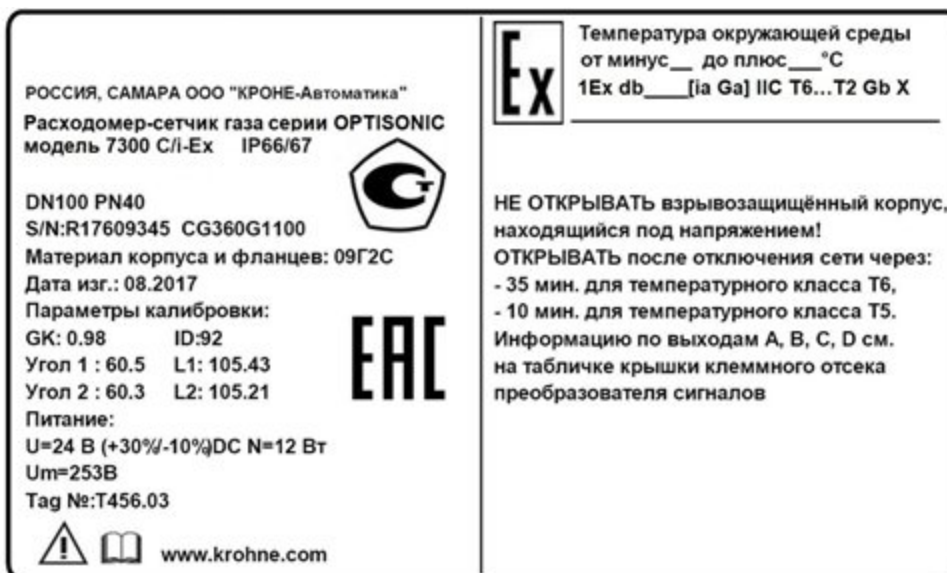 РОССИЯ, САМАРА ООО "КРОНЕ-Автоматика"
Расходомер-сетчик газа серии OPTISONIC
модель 7300 C/i-Ex IP66/67
DN100 PN40
S/N:R17609345 CG360G1100
Материал корпуса и фланцев: 09Г2С
Дата изг.: 08.2017
Параметры калибровки:
GK: 0.98 ID:92
Угол 1 : 60.5 L1: 105.43
Угол 2 : 60.3 L2: 105.21
Питание:
U=24 В (+30%/-10%)DC N=12 Вт
Um=253В
Tag №:T456.03
www.krohne.com
EAC
Ex
Температура окружающей среды
от минус__ до плюс___°C
1Ex db____[ia Ga] IIC T6...T2 Gb X
НЕ ОТКРЫВАТЬ взрывозащищённый корпус,
находящийся под напряжением!
ОТКРЫВАТЬ после отключения сети через:
- 35 мин. для температурного класса Т6,
- 10 мин. для температурного класса Т5.
Информацию по выходам A, B, C, D см.
на табличке крышки клеммного отсека
преобразователя сигналов